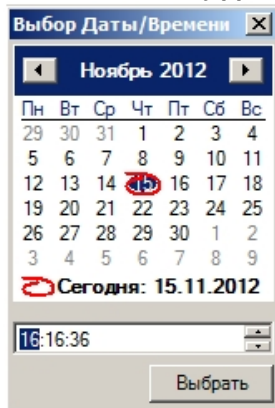 Выбор Даты/Времени
Ноябрь 2012
Пн Вт Ср Чт Пт Сб Вс
29 30 31 1 2 3 4
5 6 7 8 9 10 11
12 13 14 15 16 17 18
19 20 21 22 23 24 25
26 27 28 29 30 1 2
3 4 5 6 7 8 9
Сегодня: 15.11.2012
16:16:36
Выбрать